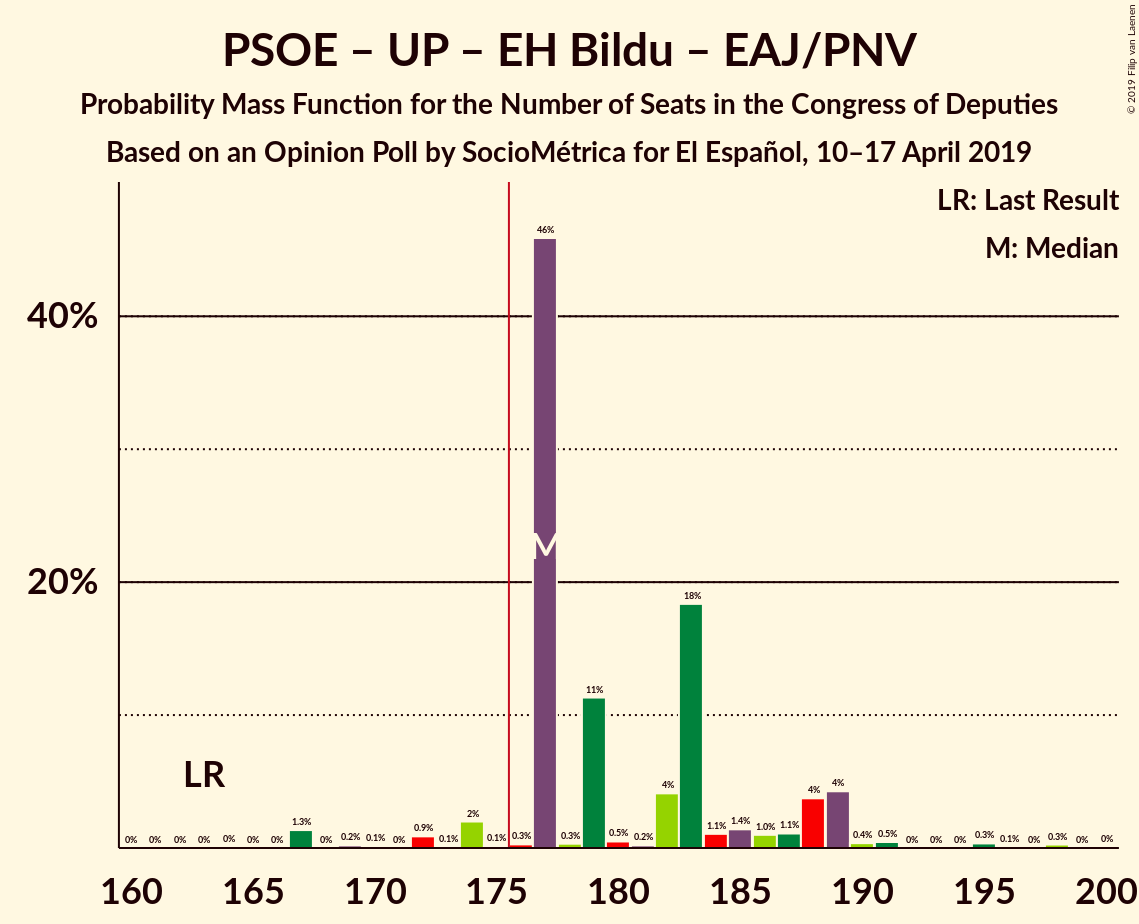 PSOE – UP – EH Bildu – EAJ/PNV
Probability Mass Function for the Number of Seats in the Congress of Deputies
Based on an Opinion Poll by SocioMétrica for El Español, 10–17 April 2019
© 2019 Filip van Laenen
LR: Last Result
M: Median
40%
20%
LR
M
0% 0% 0% 0% 0% 0% 0% 1.3% 0% 0.2% 0.1% 0% 0.9% 0.1% 2% 0.1% 0.3% 46% 0.3% 11% 0.5% 0.2% 4% 18% 1.1% 1.4% 1.0% 1.1% 4% 4% 0.4% 0.5% 0% 0% 0% 0.3% 0.1% 0% 0.3% 0% 0%
160 165 170 175 180 185 190 195 200